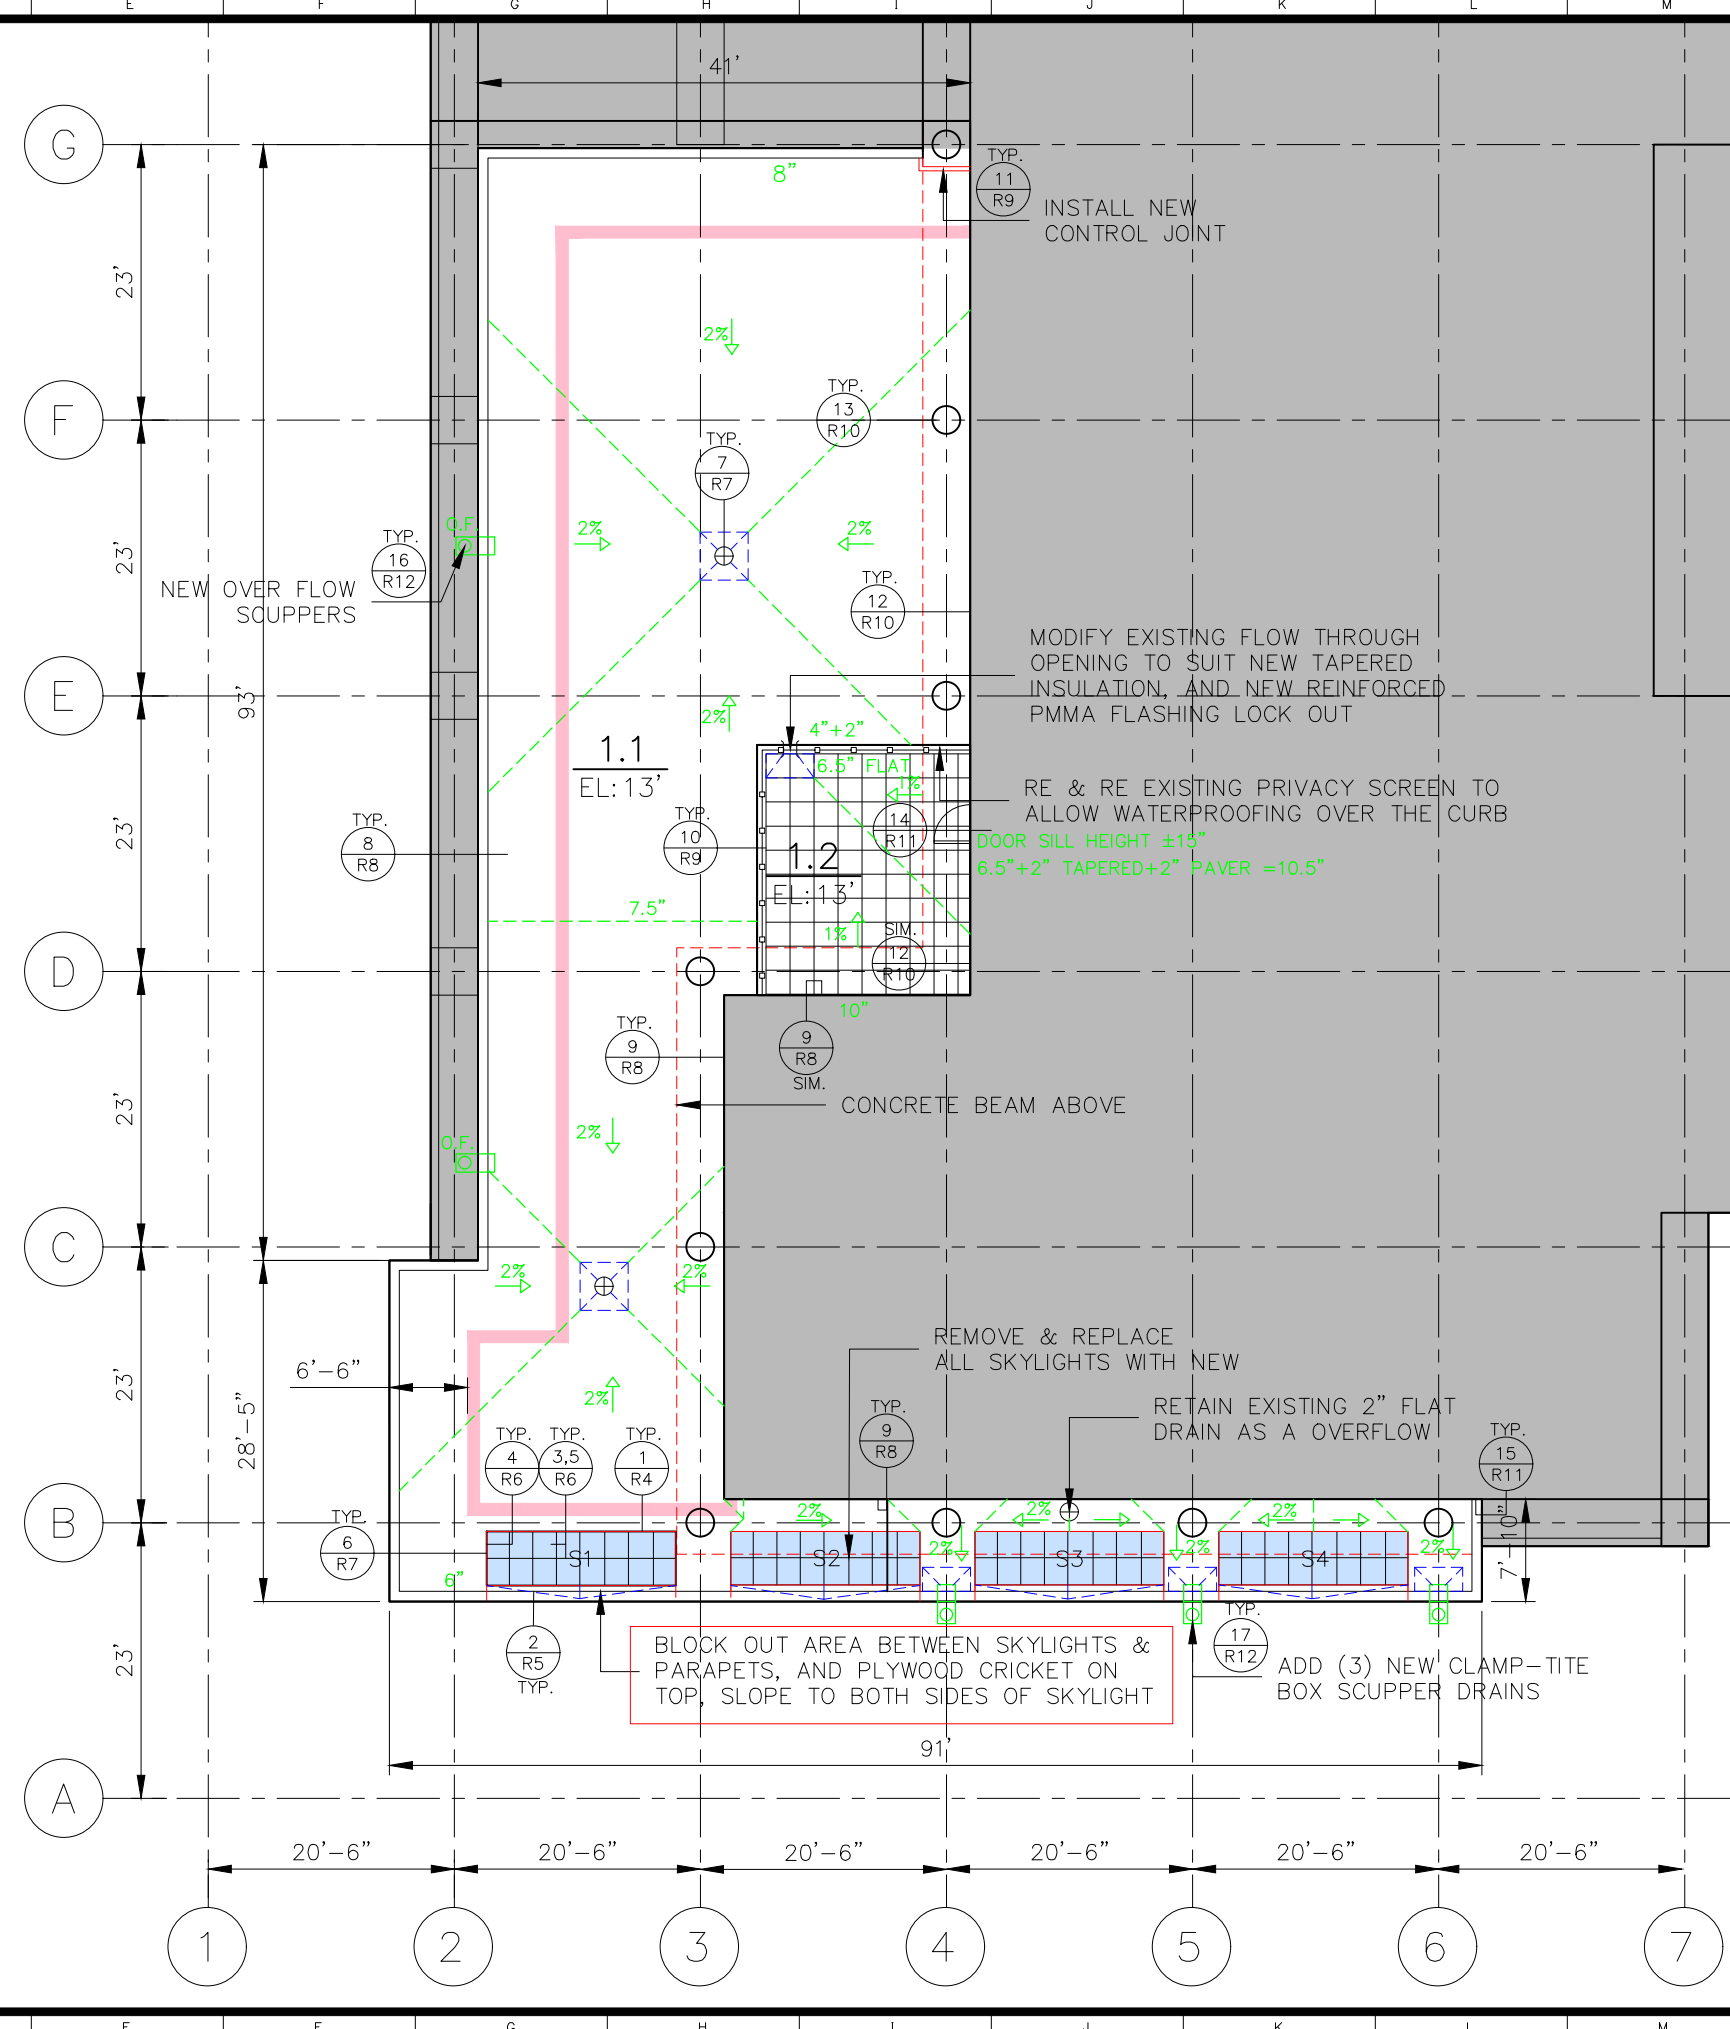 E F G H I J K L M
41'
G
8"
TYP.
11
R9
INSTALL NEW
CONTROL JOINT
23'
2%
TYP.
13
R10
F
TYP.
7
R7
O.F.
2%
2%
TYP.
16
R12
23'
NEW OVER FLOW
SCUPPERS
TYP.
12
R10
MODIFY EXISTING FLOW THROUGH
OPENING TO SUIT NEW TAPERED
INSULATION, AND NEW REINFORCED
PMMA FLASHING LOCK OUT
E
93'
2%
4"+2"
1.1
EL:13'
6.5" FLAT
1%
RE & RE EXISTING PRIVACY SCREEN TO
ALLOW WATERPROOFING OVER THE CURB
TYP.
8
R8
TYP.
10
R9
14
R11
23'
DOOR SILL HEIGHT ±15"
6.5"+2" TAPERED+2" PAVER =10.5"
1.2
EL:13'
7.5"
1%
SIM.
12
R10
D
10"
TYP.
9
R8
9
R8
SIM.
CONCRETE BEAM ABOVE
23'
2%
O.F.
C
2%
2%
REMOVE & REPLACE
ALL SKYLIGHTS WITH NEW
6'-6"
23'
28'-5"
2%
RETAIN EXISTING 2" FLAT
DRAIN AS A OVERFLOW
TYP.
4
R6
TYP.
3,5
R6
TYP.
1
R4
TYP.
9
R8
TYP.
15
R11
B
2%
2%
2%
TYP.
6
R7
S1
S2
S3
S4
2%
2%
2%
7'-10"
6"
2
R5
TYP.
BLOCK OUT AREA BETWEEN SKYLIGHTS &
PARAPETS, AND PLYWOOD CRICKET ON
TOP, SLOPE TO BOTH SIDES OF SKYLIGHT
TYP.
17
R12
ADD (3) NEW CLAMP-TITE
BOX SCUPPER DRAINS
23'
91'
A
20'-6" 20'-6" 20'-6" 20'-6" 20'-6" 20'-6"
1 2 3 4 5 6 7
E F G H I J K L M